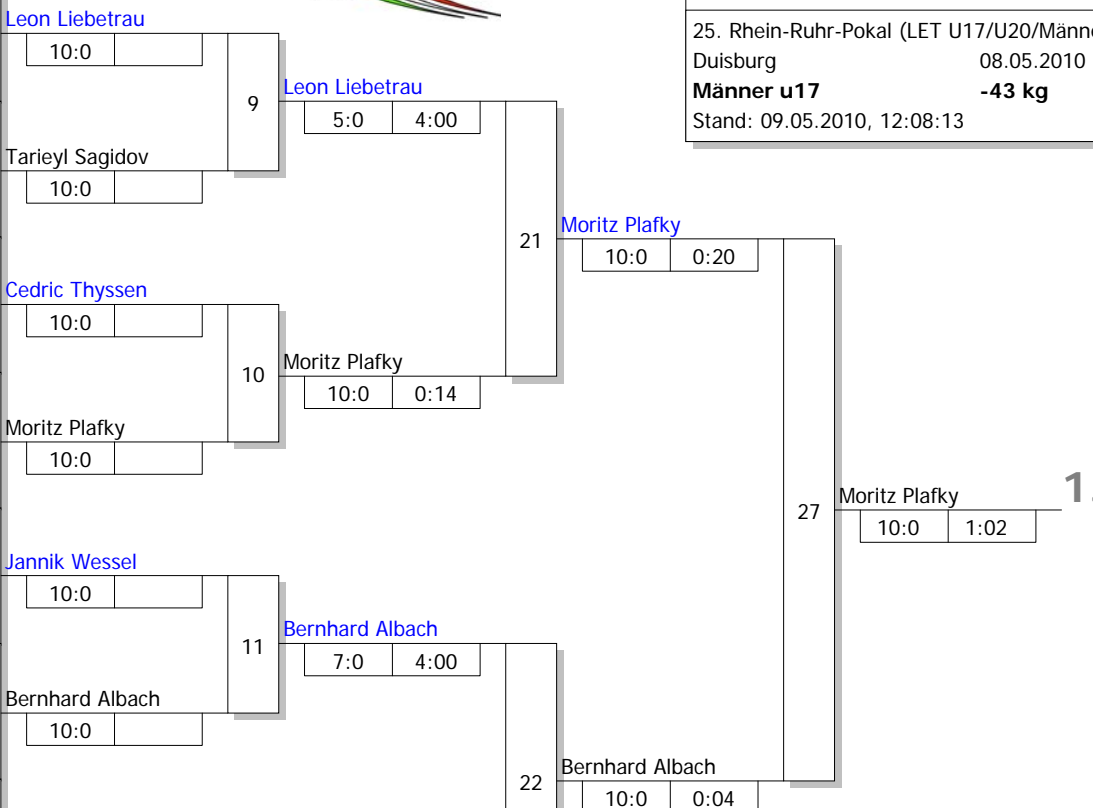 25. Rhein-Ruhr-Pokal (LET U17/U20/Männe
Duisburg 08.05.2010
Männer u17 -43 kg
Stand: 09.05.2010, 12:08:13
Leon Liebetrau
10:0
9
Tarieyl Sagidov
10:0
Leon Liebetrau
5:0 4:00
21
Cedric Thyssen
10:0
10
Moritz Plafky
10:0
Moritz Plafky
10:0 0:14
Moritz Plafky
10:0 0:20
27
Jannik Wessel
10:0
11
Bernhard Albach
10:0
Bernhard Albach
7:0 4:00
22
Bernhard Albach
10:0 0:04
Moritz Plafky
10:0 1:02
1.